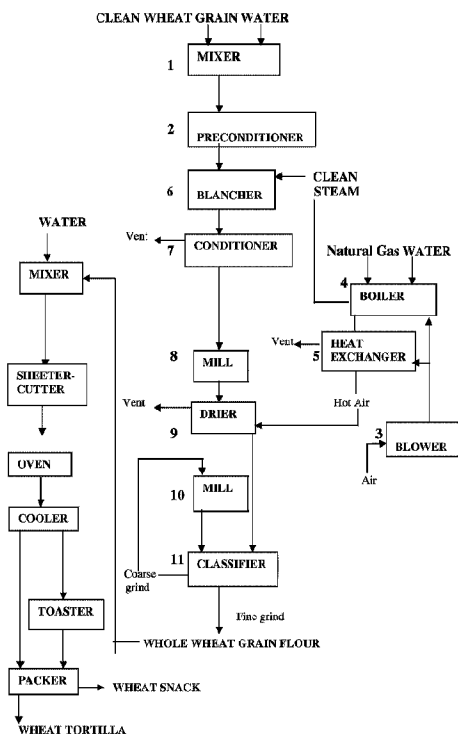 CLEAN WHEAT GRAIN WATER
1 MIXER
2 PRECONDITIONER
6 BLANCHER
CLEAN
STEAM
WATER
Vent
7 CONDITIONER
Natural Gas WATER
MIXER
4 BOILER
Vent
5 HEAT
EXCHANGER
8 MILL
SHEETER-
CUTTER
Vent
DRIER
9
Hot Air
3 BLOWER
Air
OVEN
MILL
10
COOLER
11 CLASSIFIER
Coarse
grind
TOASTER
Fine grind
WHOLE WHEAT GRAIN FLOUR
PACKER
WHEAT SNACK
WHEAT TORTILLA